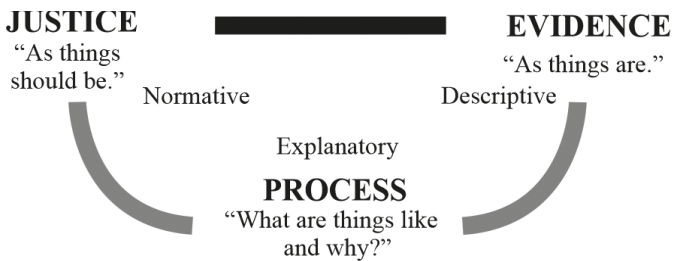 JUSTICE
“As things
should be.”
EVIDENCE
“As things are.”
Normative
Descriptive
Explanatory
PROCESS
“What are things like
and why?”